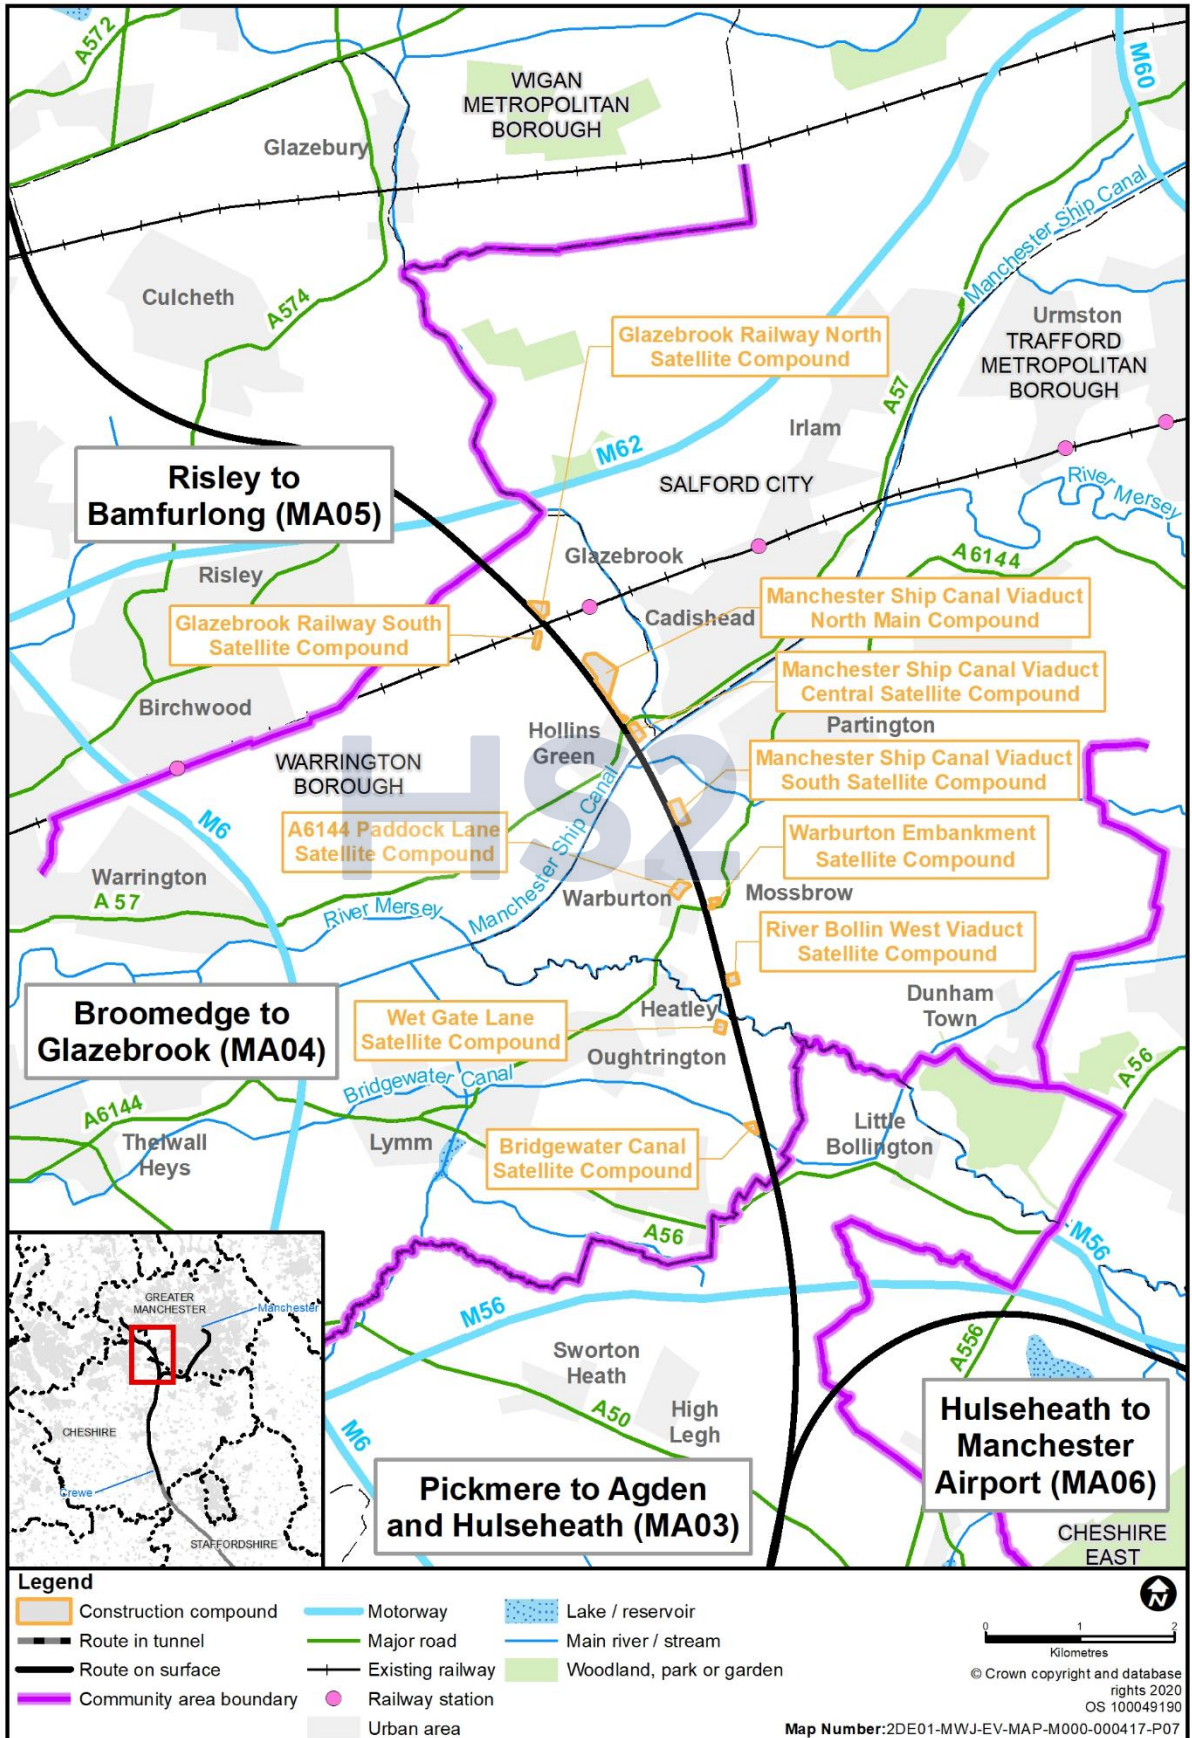 A572
M60
WIGAN
METROPOLITAN
BOROUGH
Glazebury
Manchester Ship Canal
Culcheth
A574
Urmston
TRAFFORD
METROPOLITAN
BOROUGH
Glazebrook Railway North
Satellite Compound
A57
Irlam
M62
SALFORD CITY
River Mersey
Risley to
Bamfurlong (MA05)
Glazebrook
A6144
Risley
Manchester Ship Canal Viaduct
North Main Compound
Cadishead
Glazebrook Railway South
Satellite Compound
Manchester Ship Canal Viaduct
Central Satellite Compound
Birchwood
Partington
Hollins
Green
WARRINGTON
BOROUGH
HS2
Manchester Ship Canal Viaduct
South Satellite Compound
M6
A6144 Paddock Lane
Satellite Compound
Manchester Ship Canal
Warburton Embankment
Satellite Compound
Warrington
A 57
Warburton
Mossbrow
River Mersey
River Bollin West Viaduct
Satellite Compound
Broomedge to
Glazebrook (MA04)
Dunham
Town
Heatley
Wet Gate Lane
Satellite Compound
Oughtrington
A56
Bridgewater Canal
A6144
Thelwall
Heys
Lymm
Little
Bollington
Bridgewater Canal
Satellite Compound
A56
M56
GREATER
MANCHESTER
Manchester
M56
A556
Sworton
Heath
CHESHIRE
A50
High
Legh
M6
Hulseheath to
Manchester
Airport (MA06)
Crewe
Pickmere to Agden
and Hulseheath (MA03)
STAFFORDSHIRE
CHESHIRE
EAST
Legend
Construction compound
Route in tunnel
Route on surface
Community area boundary
Motorway
Major road
Existing railway
Railway station
Urban area
Lake / reservoir
Main river / stream
Woodland, park or garden
N
0 1 2
Kilometres
© Crown copyright and database
rights 2020
OS 100049190
Map Number:2DE01-MWJ-EV-MAP-M000-000417-P07